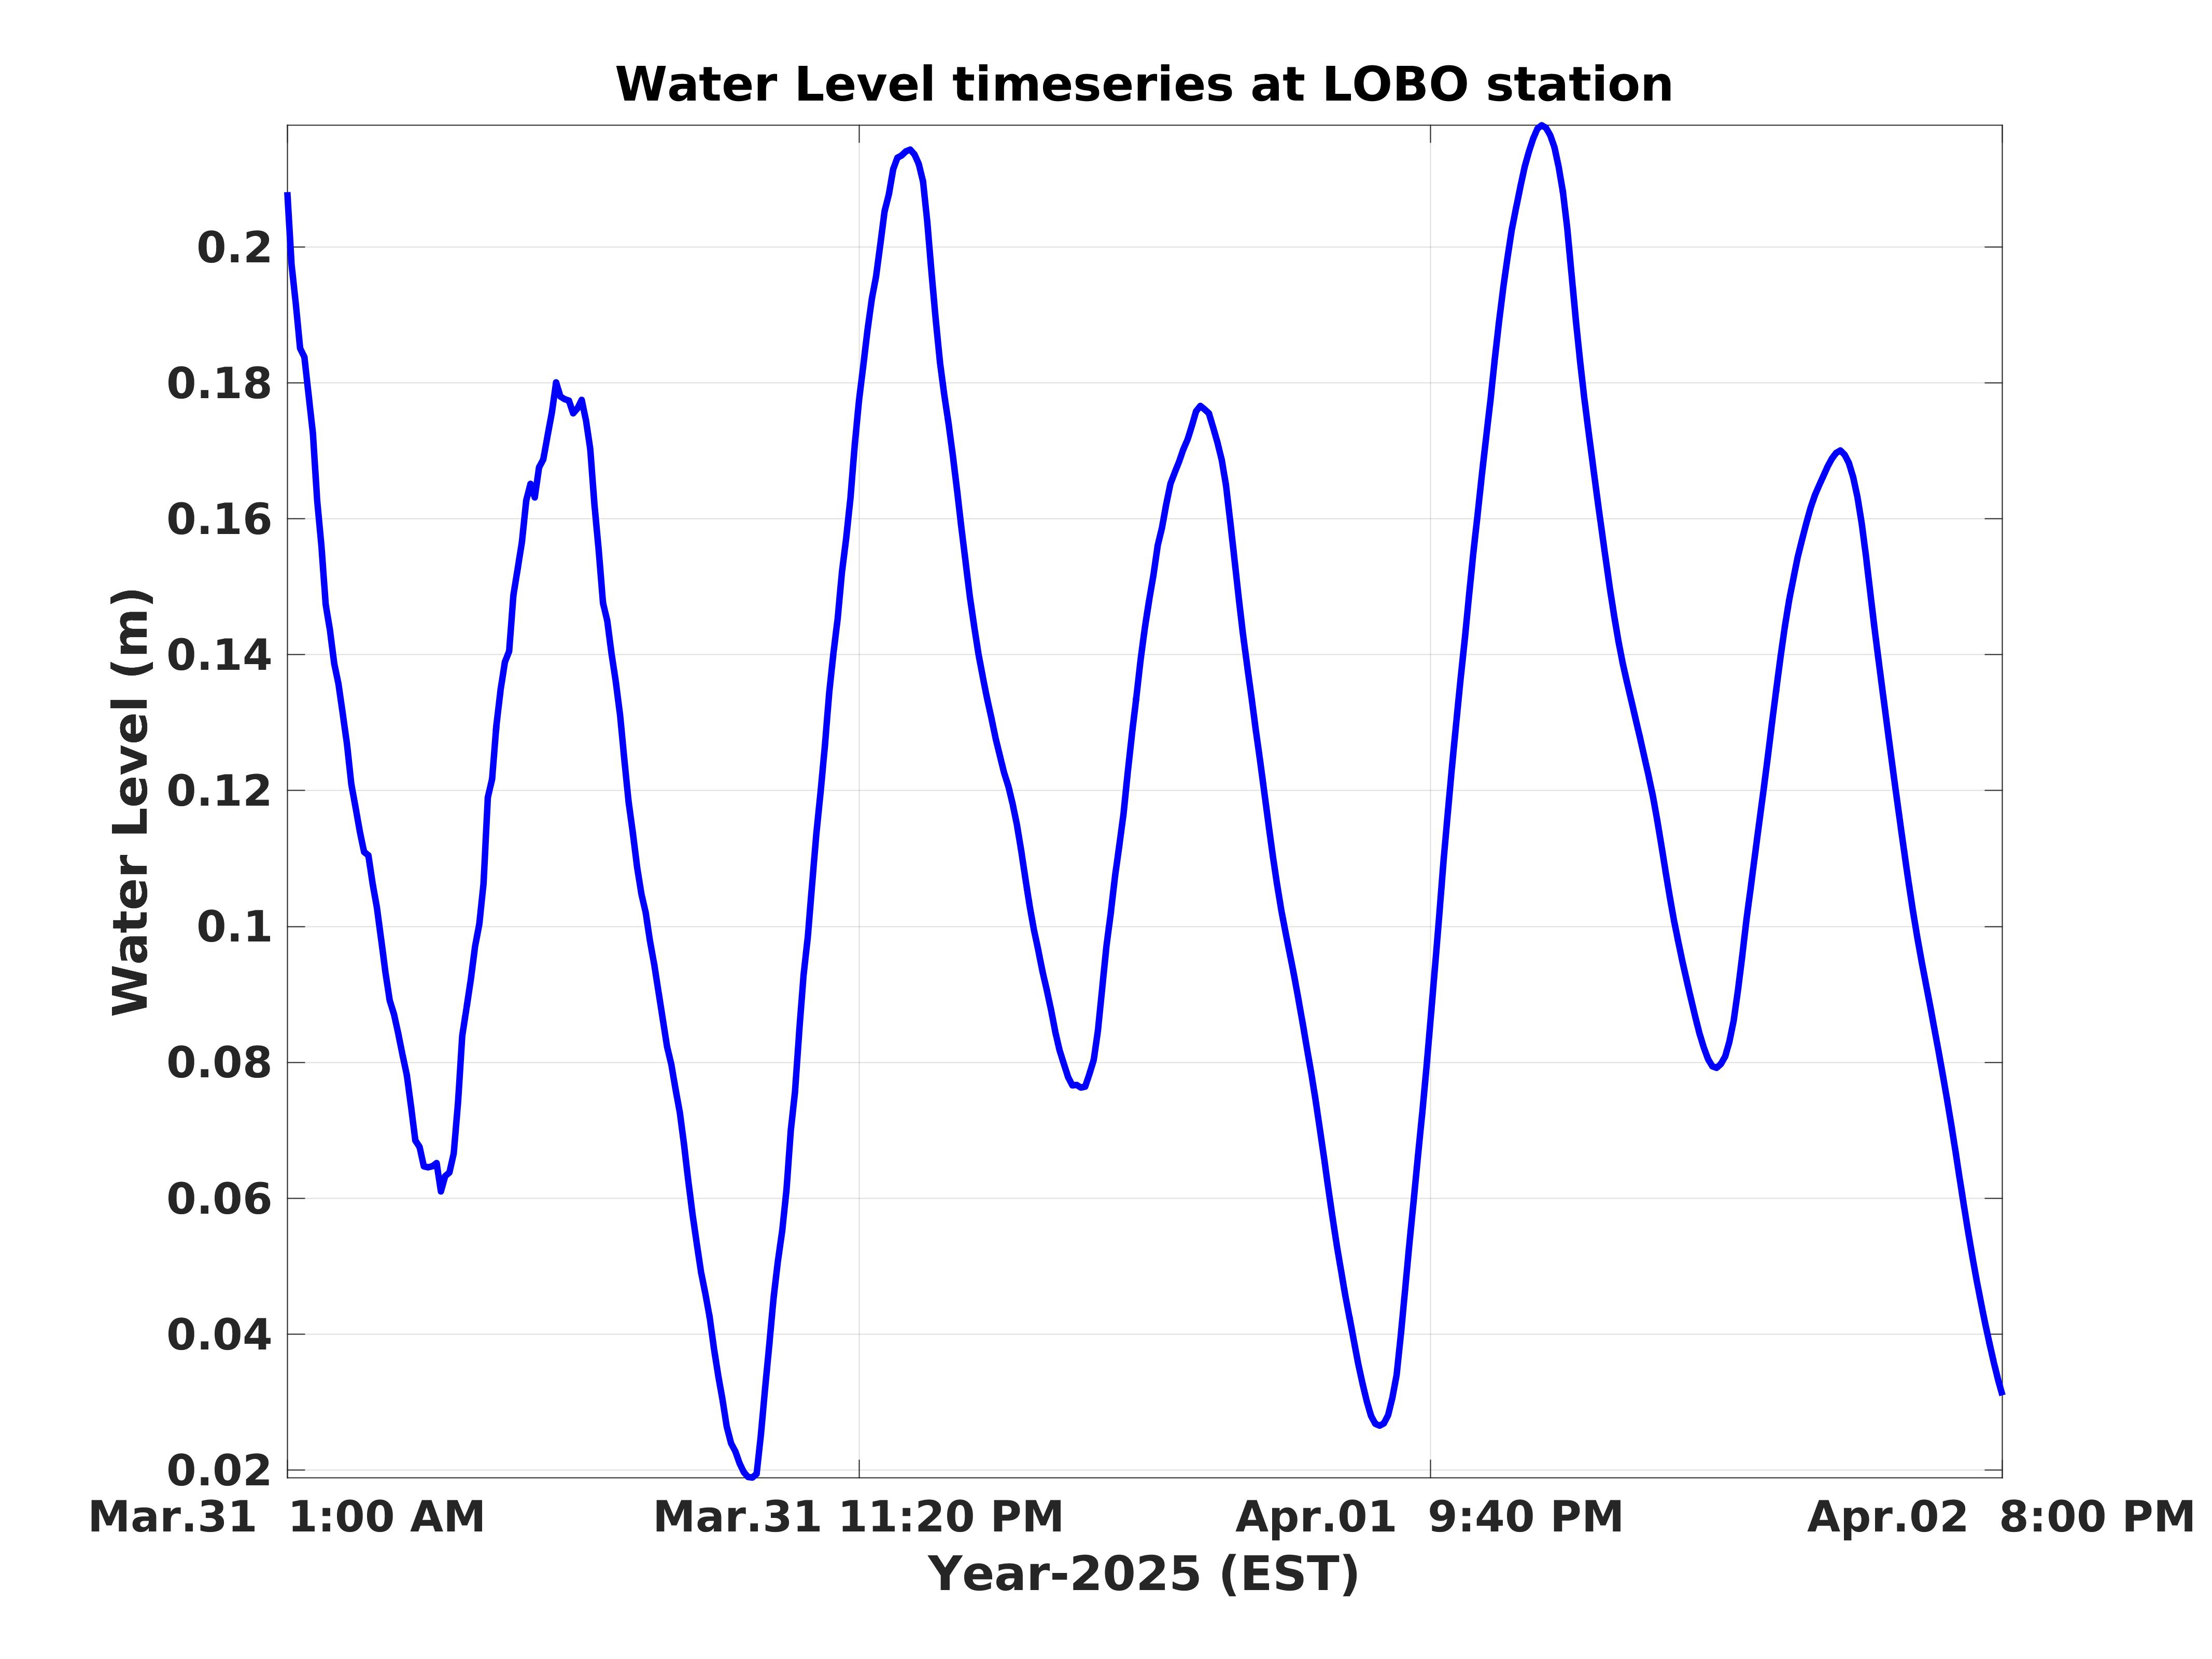 Water Level timeseries at LOBO station
Water Level (m)
0.2
0.18
0.16
0.14
0.12
0.1
0.08
0.06
0.04
0.02
Mar.31  1:00 AM
Mar.31 11:20 PM
Apr.01  9:40 PM
Apr.02  8:00 PM
Year-2025 (EST)